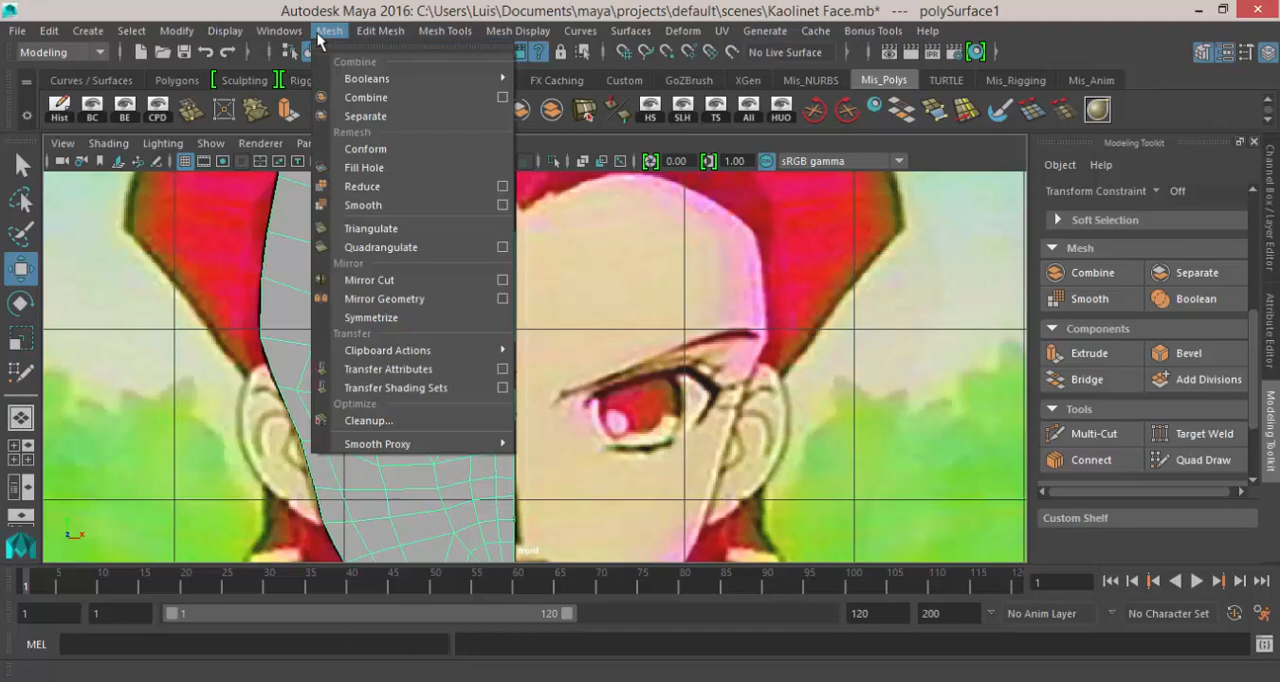 Autodesk Maya 2016: C:\Users\Luis\Documents\maya\projects\default\scenes\Kaolinet Face.mb* --- polySurface1
File Edit Create Select Modify Display Windows Mesh Edit Mesh Mesh Tools Mesh Display Curves Surfaces Deform UV Generate Cache Bonus Tools Help
Modeling No Live Surface
Curves / Surfaces Polygons Sculpting Rigg FX Caching Custom GoZBrush XGen Mis_NURBS Mis_Polys TURTLE Mis_Rigging Mis_Anim
Hist BC BE CPD HS SLH TS All HUO
View Shading Lighting Show Renderer
0.00 1.00 sRGB gamma
Combine
Booleans
Combine
Separate
Remesh
Conform
Fill Hole
Reduce
Smooth
Triangulate
Quadrangulate
Mirror
Mirror Cut
Mirror Geometry
Symmetrize
Transfer
Clipboard Actions
Transfer Attributes
Transfer Shading Sets
Optimize
Cleanup...
Smooth Proxy
front
Modeling Toolkit
Object Help
Transform Constraint Off
Soft Selection
Mesh
Combine Separate
Smooth Boolean
Components
Extrude Bevel
Bridge Add Divisions
Tools
Multi-Cut Target Weld
Connect Quad Draw
Custom Shelf
Channel Box / Layer Editor
Attribute Editor
Modeling Toolkit
5 10 15 20 25 30 35 40 45 50 55 60 65 70 75 80 85 90 95 100 105 110 115 12
1 1
1 1 1 120 120 200 No Anim Layer No Character Set
MEL